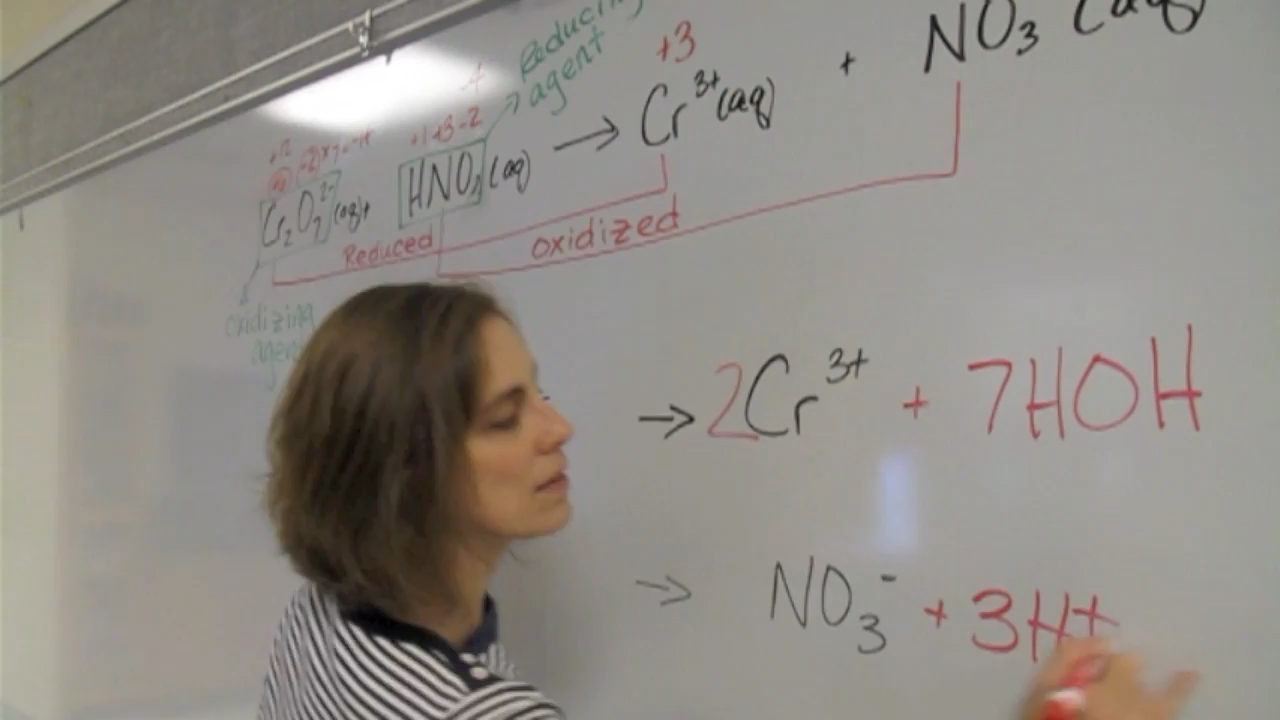 Reducing
agent
+3
+1 +3 -2
Cr₂O₇²⁻(aq) + HNO₂(aq) → Cr³⁺(aq) + NO₃ (aq)
Reduced
oxidized
oxidizing
agent
→ 2Cr³⁺ + 7HOH
→ NO₃⁻ + 3H+